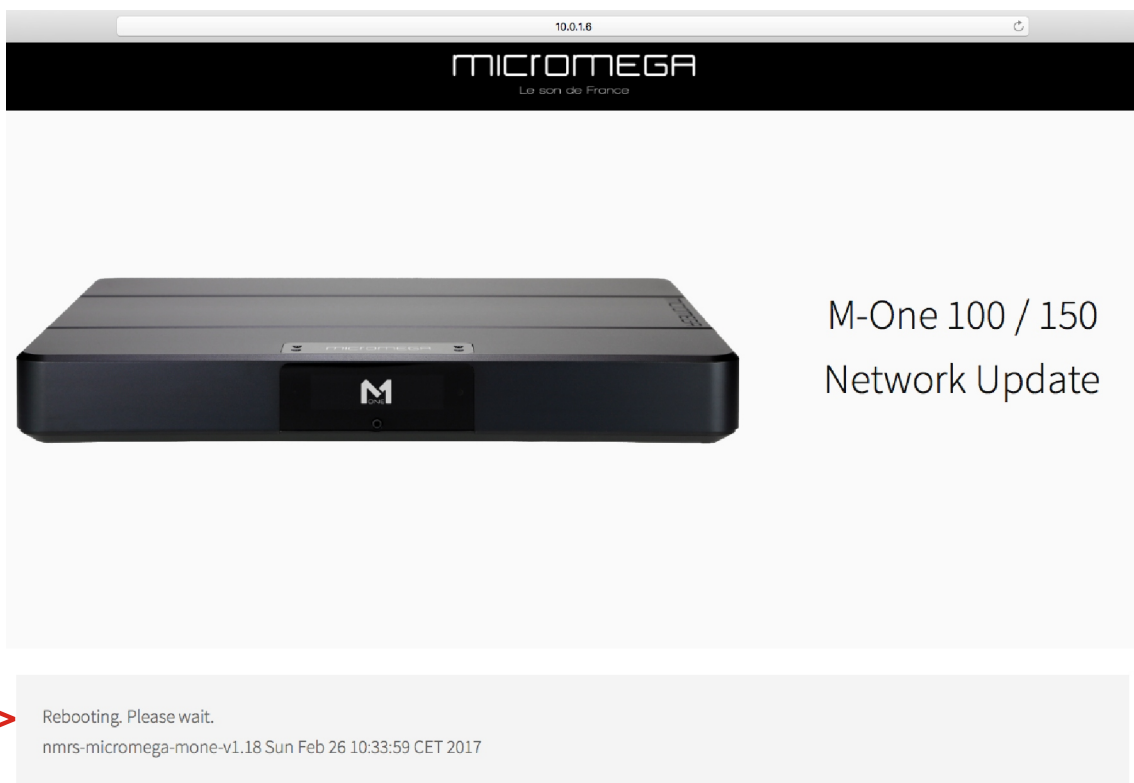 10.0.1.6
MICROMEGA
Le son de France
MICROMEGA
MICROMEGA
M
ONE
M-One 100 / 150
Network Update
Rebooting. Please wait.
nmrs-micromega-mone-v1.18 Sun Feb 26 10:33:59 CET 2017